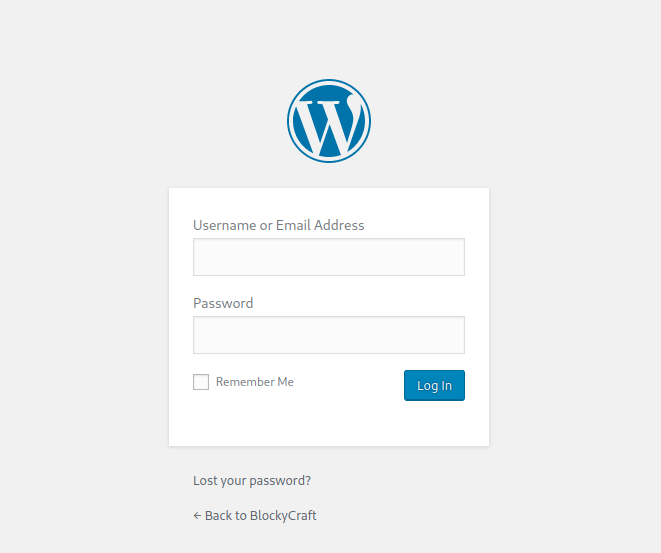 Username or Email Address
Password
Remember Me
Log In
Lost your password?
← Back to BlockyCraft